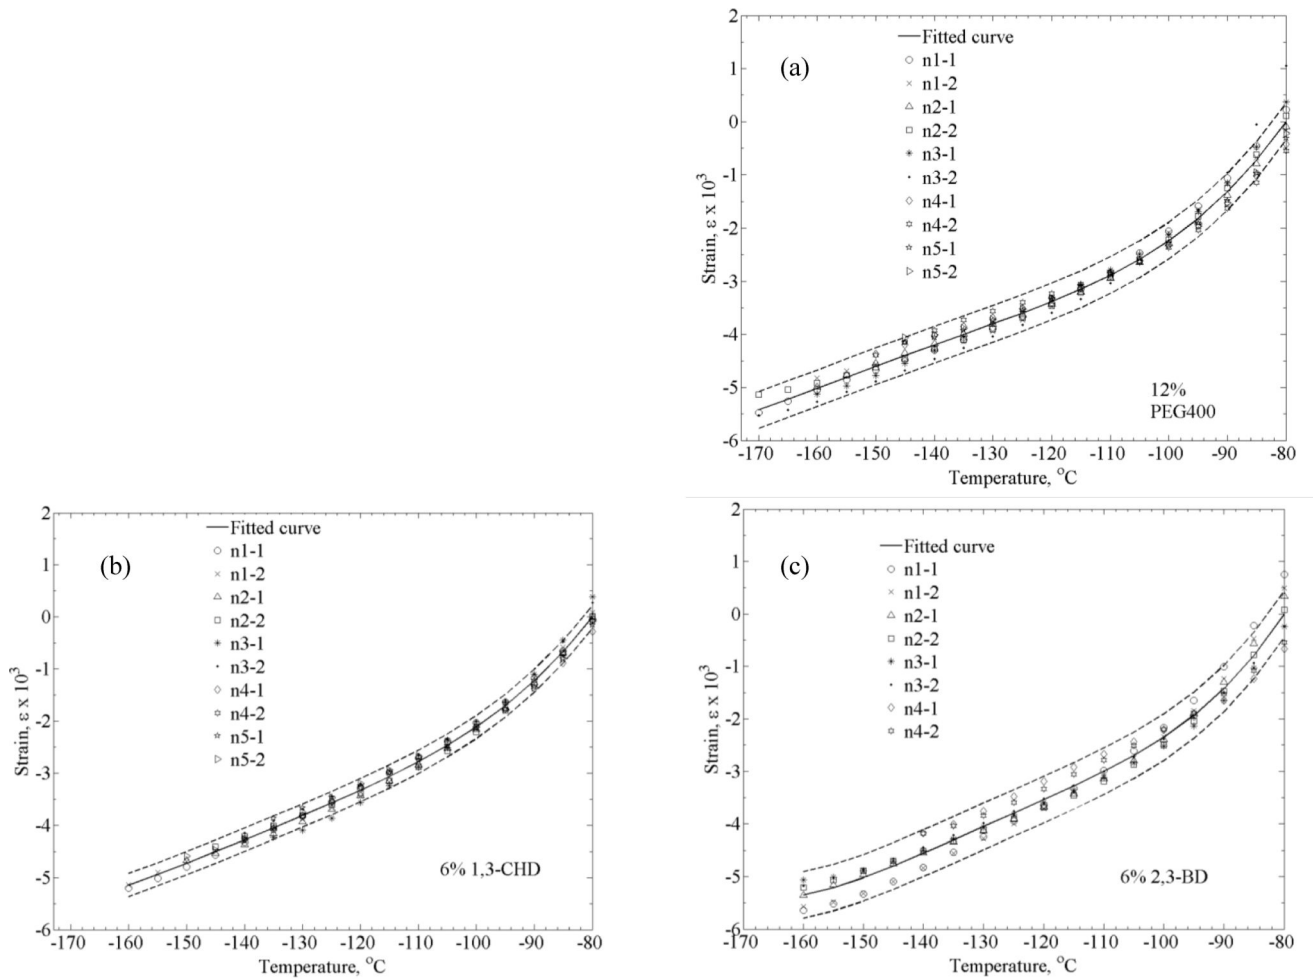 (a)
Fitted curve
n1-1
n1-2
n2-1
n2-2
n3-1
n3-2
n4-1
n4-2
n5-1
n5-2
12%
PEG400
2
1
0
-1
-2
-3
-4
-5
-6
Strain, ε x 10³
-170 -160 -150 -140 -130 -120 -110 -100 -90 -80
Temperature, °C
(b)
Fitted curve
n1-1
n1-2
n2-1
n2-2
n3-1
n3-2
n4-1
n4-2
n5-1
n5-2
6% 1,3-CHD
2
1
0
-1
-2
-3
-4
-5
-6
Strain, ε x 10³
-170 -160 -150 -140 -130 -120 -110 -100 -90 -80
Temperature, °C
(c)
Fitted curve
n1-1
n1-2
n2-1
n2-2
n3-1
n3-2
n4-1
n4-2
6% 2,3-BD
2
1
0
-1
-2
-3
-4
-5
-6
Strain, ε x 10³
-170 -160 -150 -140 -130 -120 -110 -100 -90 -80
Temperature, °C